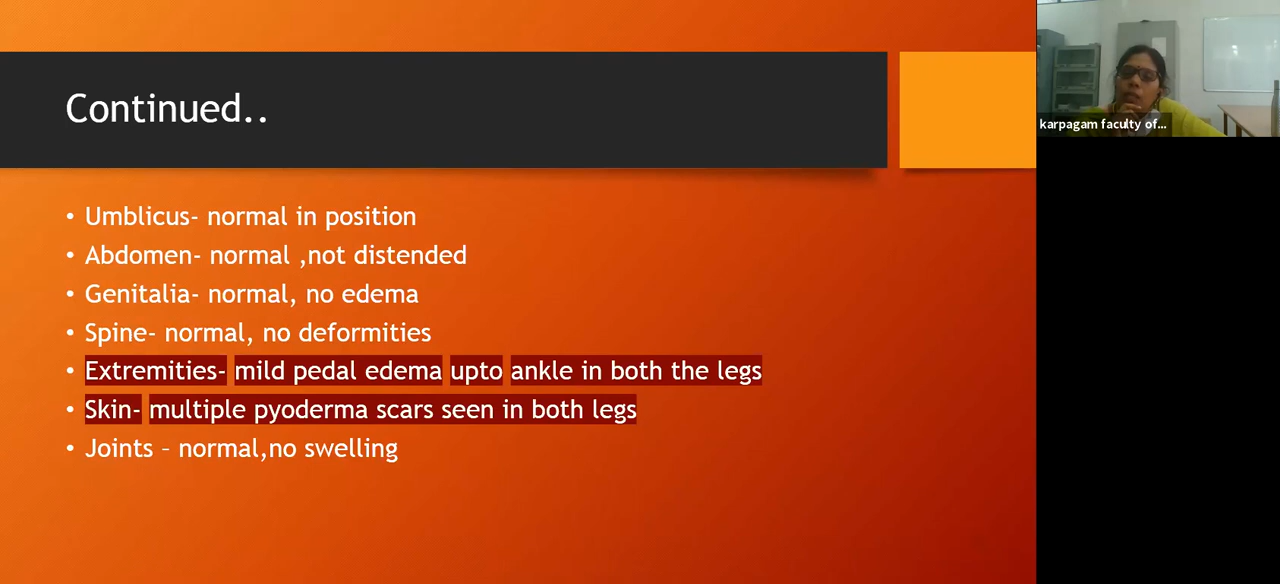 Continued..
karpagam faculty of...
• Umblicus- normal in position
• Abdomen- normal ,not distended
• Genitalia- normal, no edema
• Spine- normal, no deformities
• Extremities- mild pedal edema upto ankle in both the legs
• Skin- multiple pyoderma scars seen in both legs
• Joints – normal,no swelling